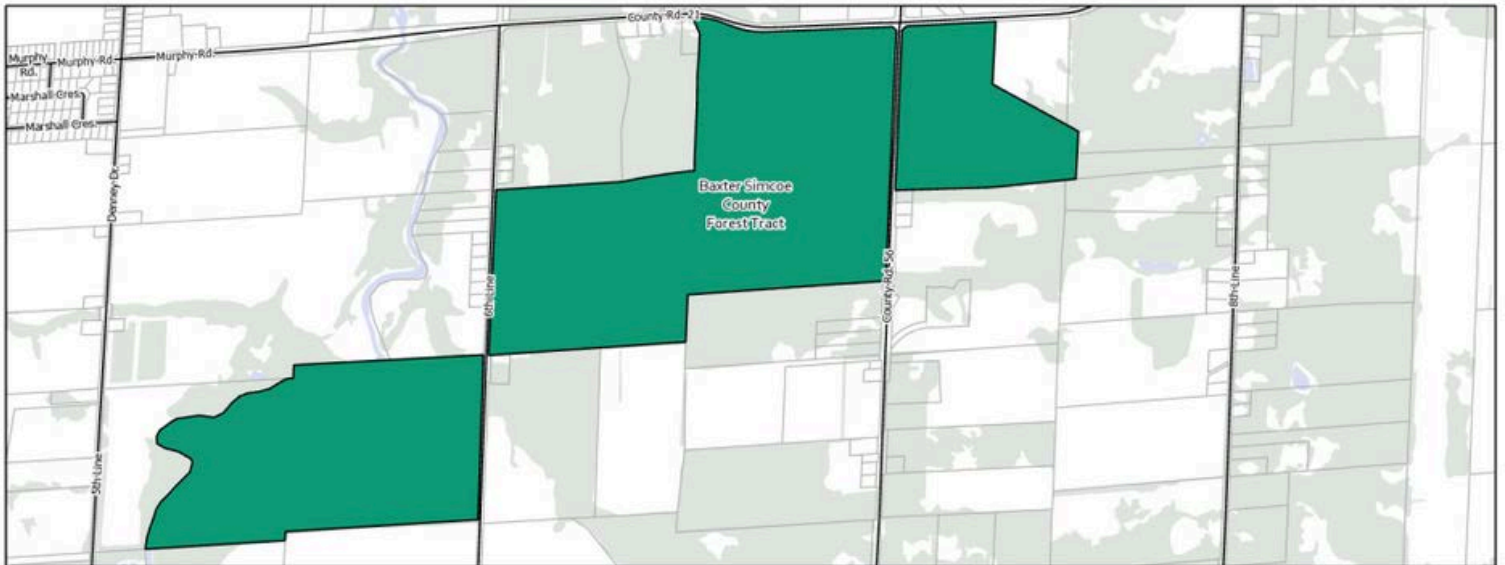 County Rd. 21
Murphy
Rd.
Murphy Rd.
Murphy Rd.
Marshall Cres.
Marshall Cres.
Denney Dr.
Baxter Simcoe
County
Forest Tract
6th Line
County Rd. 56
8th Line
5th Line